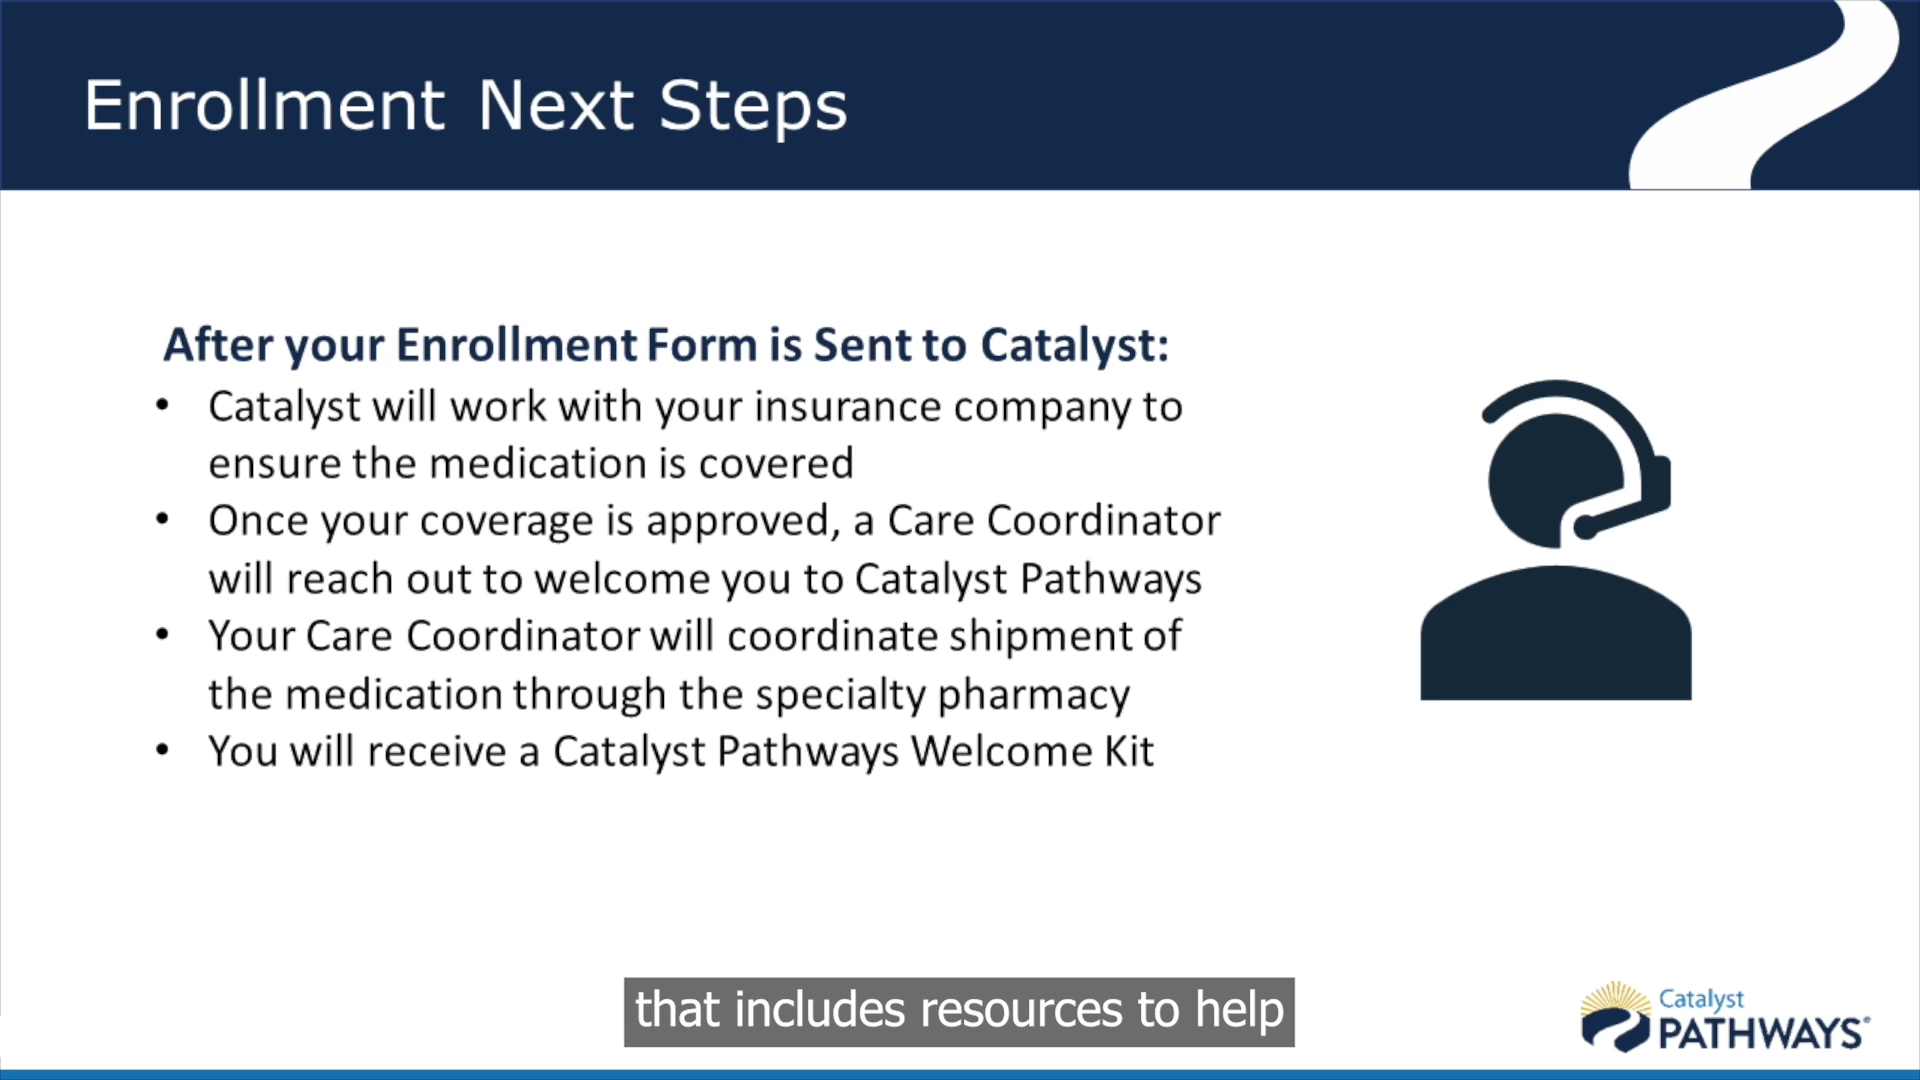 Enrollment Next Steps
After your Enrollment Form is Sent to Catalyst:
• Catalyst will work with your insurance company to
ensure the medication is covered
• Once your coverage is approved, a Care Coordinator
will reach out to welcome you to Catalyst Pathways
• Your Care Coordinator will coordinate shipment of
the medication through the specialty pharmacy
• You will receive a Catalyst Pathways Welcome Kit
that includes resources to help
Catalyst
PATHWAYS®